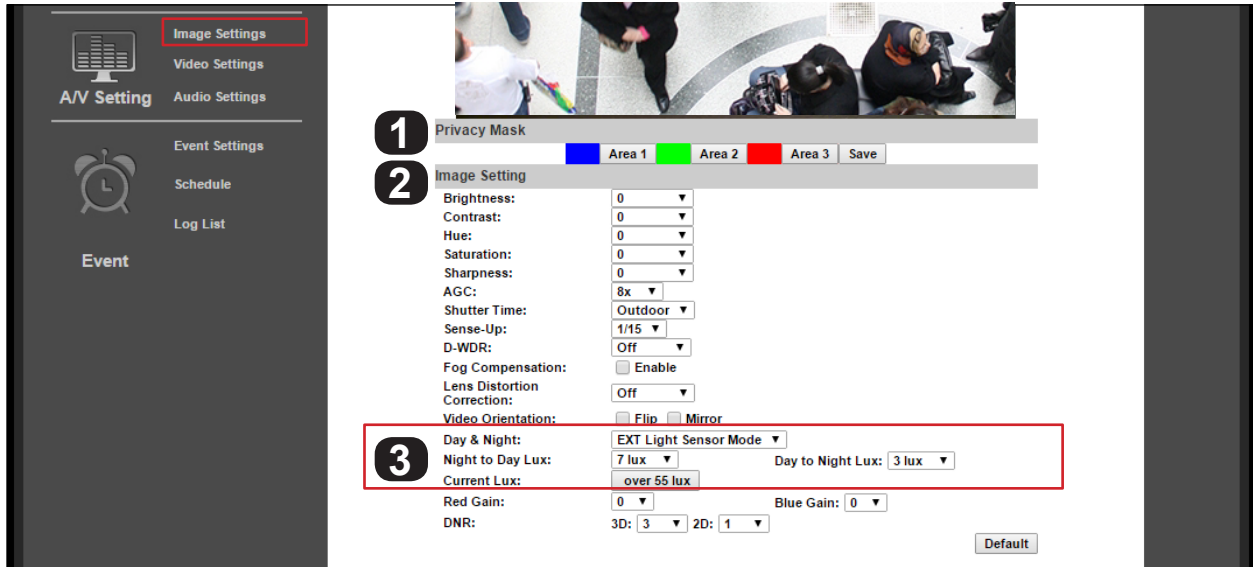 Image Settings
Video Settings
A/V Setting
Audio Settings
Event Settings
Schedule
Log List
Event
1
Privacy Mask
Area 1 Area 2 Area 3 Save
2
Image Setting
Brightness: 0
Contrast: 0
Hue: 0
Saturation: 0
Sharpness: 0
AGC: 8x
Shutter Time: Outdoor
Sense-Up: 1/15
D-WDR: Off
Fog Compensation: Enable
Lens Distortion
Correction: Off
Video Orientation: Flip Mirror
3
Day & Night: EXT Light Sensor Mode
Night to Day Lux: 7 lux Day to Night Lux: 3 lux
Current Lux: over 55 lux
Red Gain: 0 Blue Gain: 0
DNR: 3D: 3 2D: 1
Default